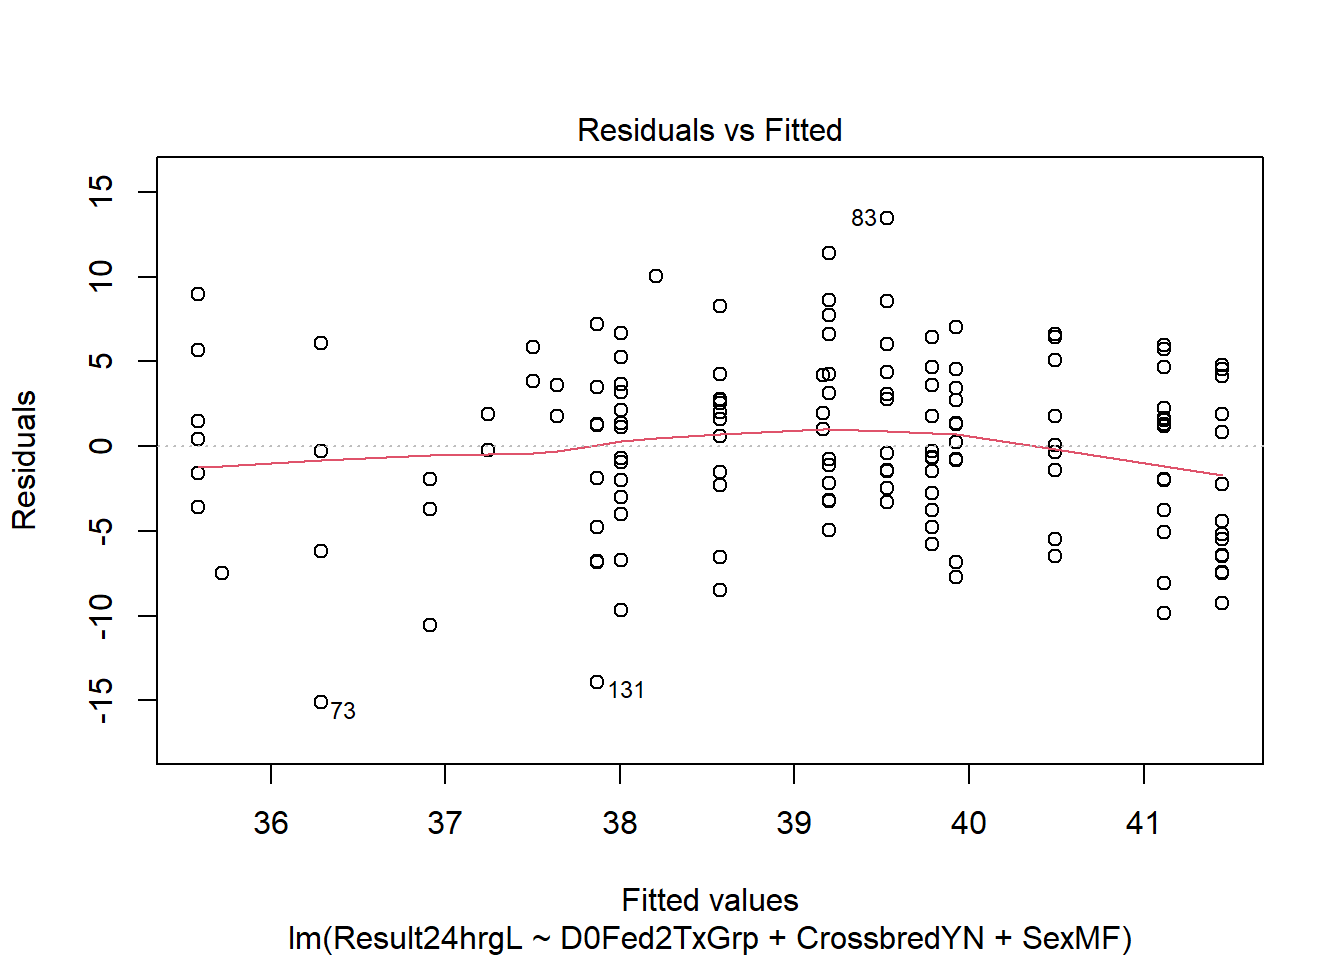 Residuals vs Fitted
Residuals
15
10
5
0
-5
-10
-15
83
131
73
36 37 38 39 40 41
Fitted values
lm(Result24hrgL ~ D0Fed2TxGrp + CrossbredYN + SexMF)